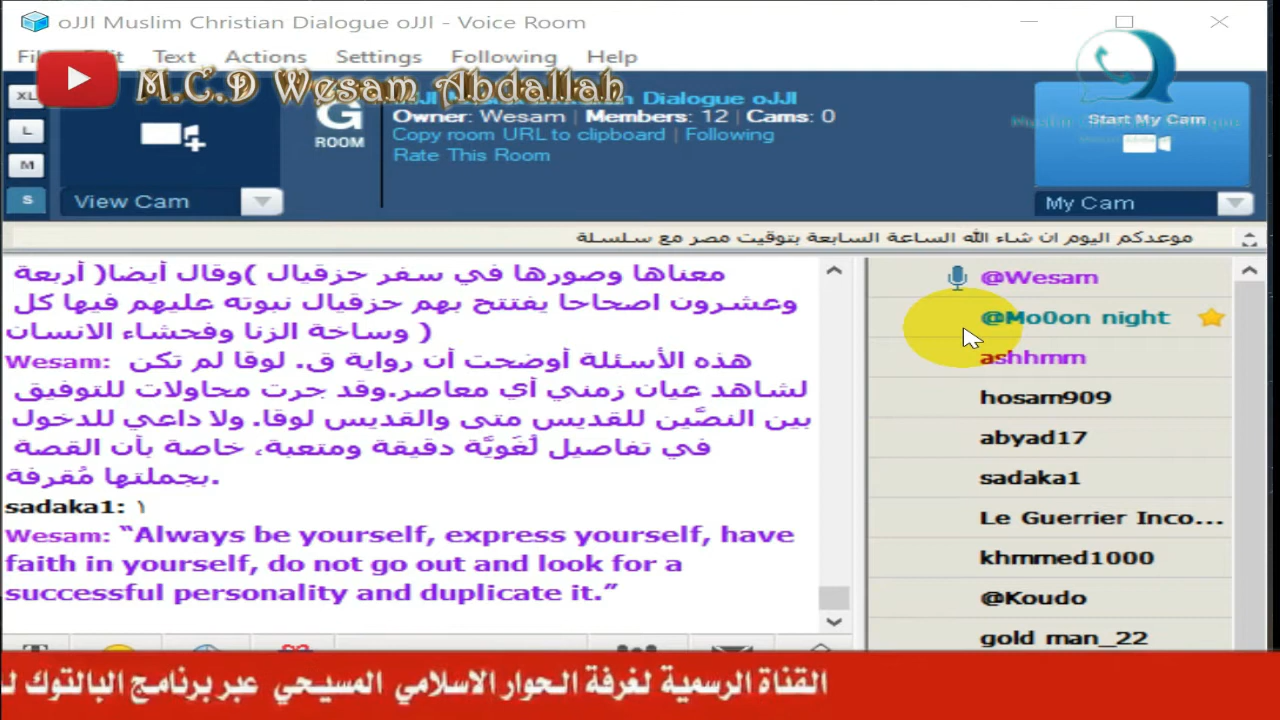 oJJl Muslim Christian Dialogue oJJl - Voice Room
Text Actions Settings Following Help
M.C.D Wesam Abdallah
XL
L
M
S
G
ROOM
Dialogue oJJl
Owner: Wesam | Members: 12 | Cams: 0
Copy room URL to clipboard | Following
Rate This Room
Start My Cam
View Cam
My Cam
موعدكم اليوم ان شاء الله الساعة السابعة بتوقيت مصر مع سلسلة
معناها وصورها في سفر حزقيال )وقال أيضا( أربعة
وعشرون اصحاحا يفتتح بهم حزقيال نبوته عليهم فيها كل
وساخة الزنا وفحشاء الانسان )
Wesam: هذه الأسئلة أوضحت أن رواية ق. لوقا لم تكن
لشاهد عيان زمني أي معاصر.وقد جرت محاولات للتوفيق
بين النصَّين للقديس متى والقديس لوقا. ولا داعي للدخول
في تفاصيل لُغَويَّة دقيقة ومتعبة، خاصة بأن القصة
بجملتها مُقرفة.
sadaka1: ١
Wesam: “Always be yourself, express yourself, have
faith in yourself, do not go out and look for a
successful personality and duplicate it.”
@Wesam
@Mo0on night
ashhmm
hosam909
abyad17
sadaka1
Le Guerrier Inco...
khmmed1000
@Koudo
gold man_22
القناة الرسمية لغرفة الحوار الاسلامي المسيحي عبر برنامج البالتوك